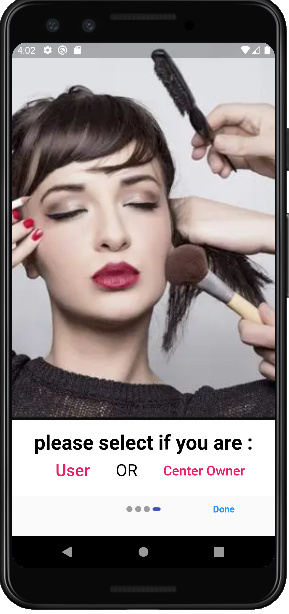 4:02
please select if you are :
User OR Center Owner
Done